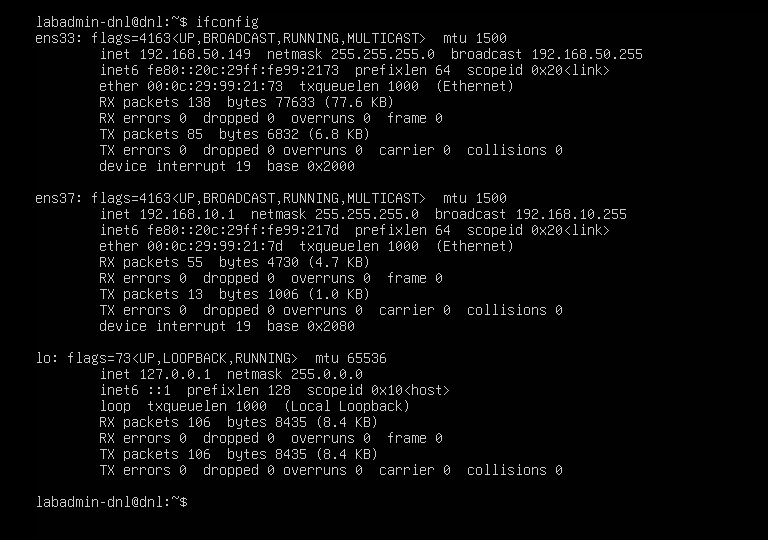 labadmin-dnl@dnl:~$ ifconfig
ens33: flags=4163<UP,BROADCAST,RUNNING,MULTICAST>  mtu 1500
        inet 192.168.50.149  netmask 255.255.255.0  broadcast 192.168.50.255
        inet6 fe80::20c:29ff:fe99:2173  prefixlen 64  scopeid 0x20<link>
        ether 00:0c:29:99:21:73  txqueuelen 1000  (Ethernet)
        RX packets 138  bytes 77633 (77.6 KB)
        RX errors 0  dropped 0  overruns 0  frame 0
        TX packets 85  bytes 6832 (6.8 KB)
        TX errors 0  dropped 0 overruns 0  carrier 0  collisions 0
        device interrupt 19  base 0x2000

ens37: flags=4163<UP,BROADCAST,RUNNING,MULTICAST>  mtu 1500
        inet 192.168.10.1  netmask 255.255.255.0  broadcast 192.168.10.255
        inet6 fe80::20c:29ff:fe99:217d  prefixlen 64  scopeid 0x20<link>
        ether 00:0c:29:99:21:7d  txqueuelen 1000  (Ethernet)
        RX packets 55  bytes 4730 (4.7 KB)
        RX errors 0  dropped 0  overruns 0  frame 0
        TX packets 13  bytes 1006 (1.0 KB)
        TX errors 0  dropped 0 overruns 0  carrier 0  collisions 0
        device interrupt 19  base 0x2080

lo: flags=73<UP,LOOPBACK,RUNNING>  mtu 65536
        inet 127.0.0.1  netmask 255.0.0.0
        inet6 ::1  prefixlen 128  scopeid 0x10<host>
        loop  txqueuelen 1000  (Local Loopback)
        RX packets 106  bytes 8435 (8.4 KB)
        RX errors 0  dropped 0  overruns 0  frame 0
        TX packets 106  bytes 8435 (8.4 KB)
        TX errors 0  dropped 0 overruns 0  carrier 0  collisions 0

labadmin-dnl@dnl:~$